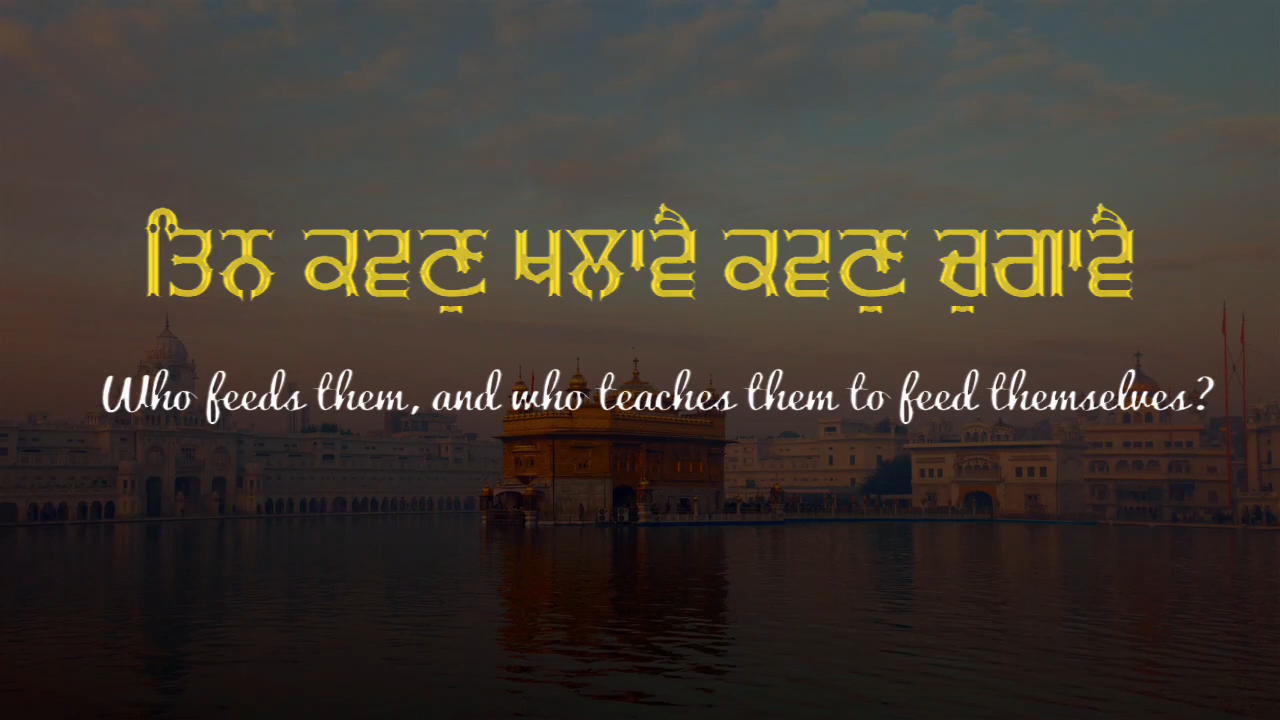 ਤਿਨ ਕਵਣੁ ਖਲਾਵੈ ਕਵਣੁ ਚੁਗਾਵੈ
Who feeds them, and who teaches them to feed themselves?